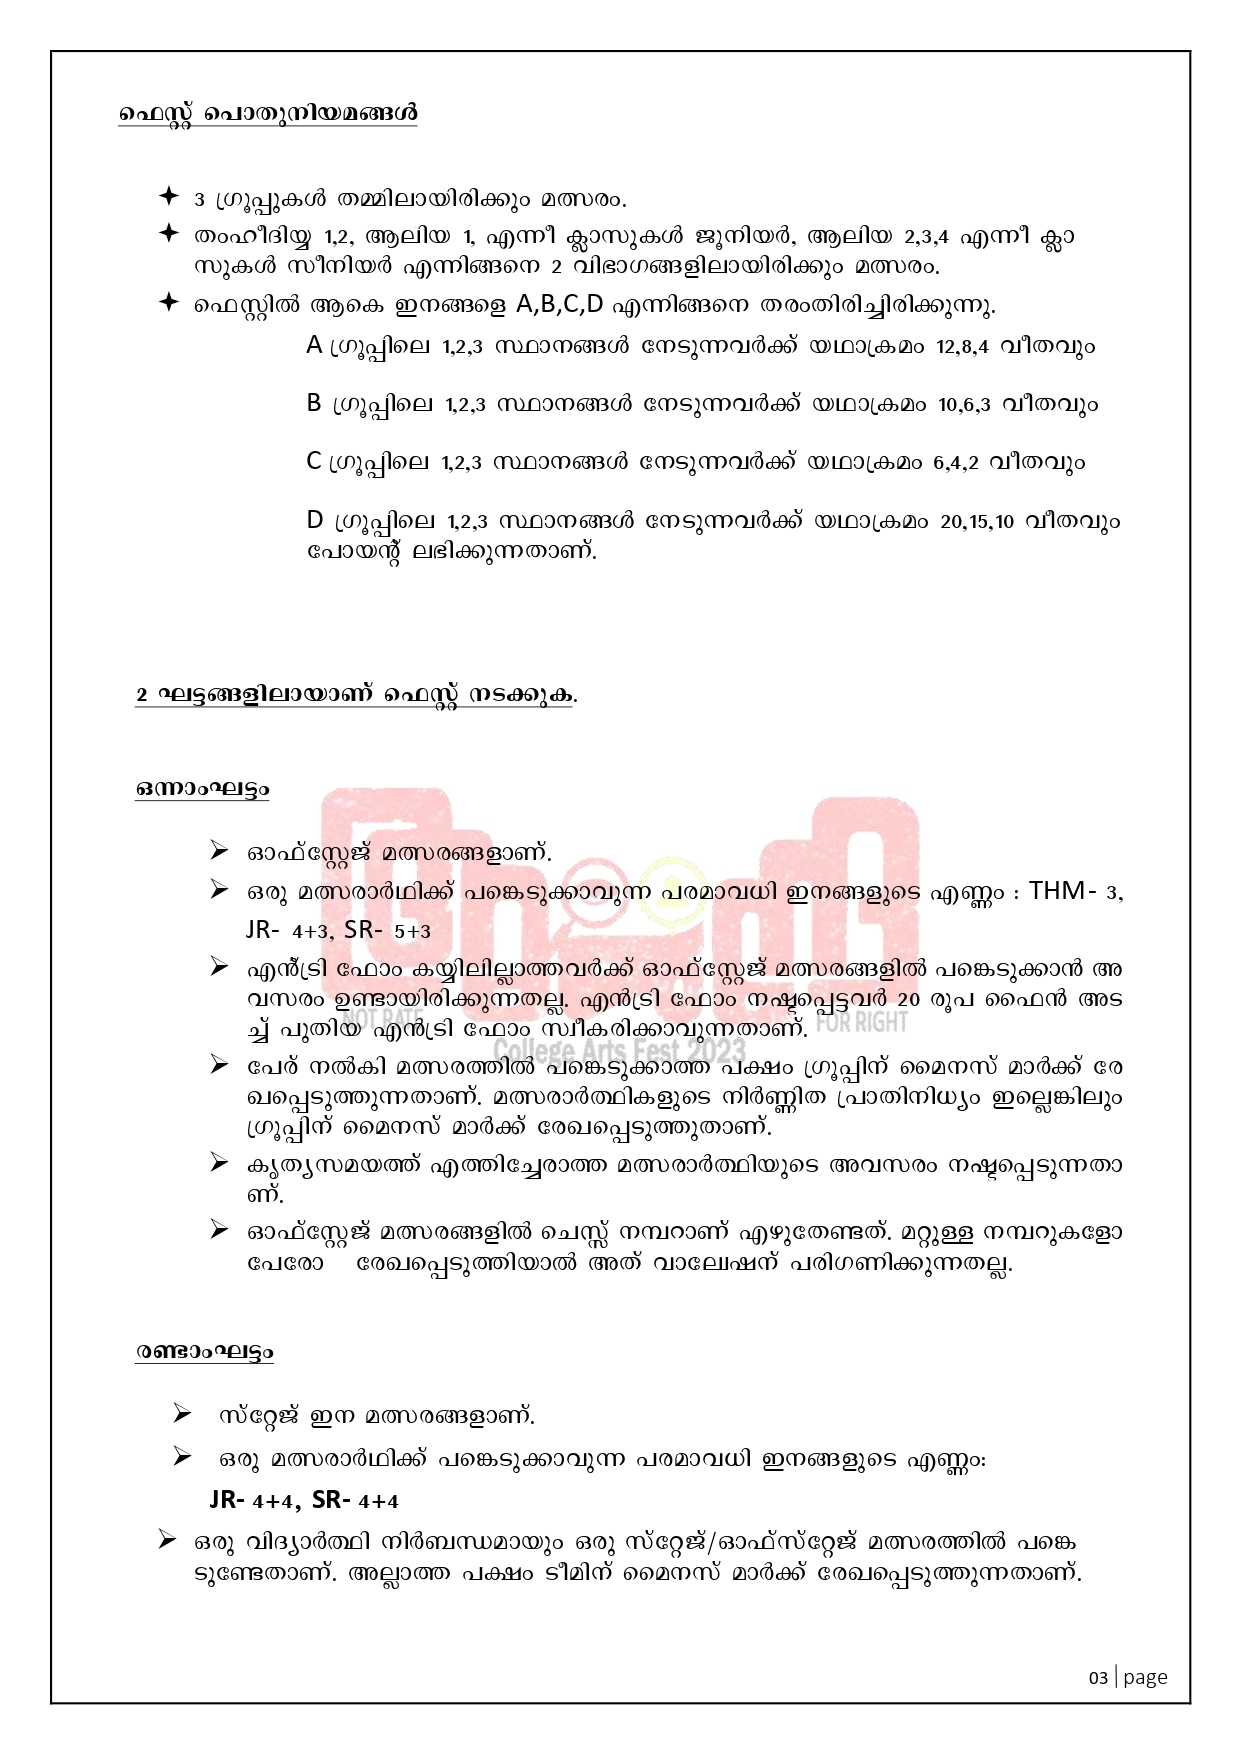 ഫെസ്റ്റ് പൊതുനിയമങ്ങൾ
3 ഗ്രൂപ്പുകൾ തമ്മിലായിരിക്കും മത്സരം.
തംഹീദിയ്യ 1,2, ആലിയ 1, എന്നീ ക്ലാസുകൾ ജൂനിയർ, ആലിയ 2,3,4 എന്നീ ക്ലാ
സുകൾ സീനിയർ എന്നിങ്ങനെ 2 വിഭാഗങ്ങളിലായിരിക്കും മത്സരം.
ഫെസ്റ്റിൽ ആകെ ഇനങ്ങളെ A,B,C,D എന്നിങ്ങനെ തരംതിരിച്ചിരിക്കുന്നു.
A ഗ്രൂപ്പിലെ 1,2,3 സ്ഥാനങ്ങൾ നേടുന്നവർക്ക് യഥാക്രമം 12,8,4 വീതവും
B ഗ്രൂപ്പിലെ 1,2,3 സ്ഥാനങ്ങൾ നേടുന്നവർക്ക് യഥാക്രമം 10,6,3 വീതവും
C ഗ്രൂപ്പിലെ 1,2,3 സ്ഥാനങ്ങൾ നേടുന്നവർക്ക് യഥാക്രമം 6,4,2 വീതവും
D ഗ്രൂപ്പിലെ 1,2,3 സ്ഥാനങ്ങൾ നേടുന്നവർക്ക് യഥാക്രമം 20,15,10 വീതവും
പോയന്റ് ലഭിക്കുന്നതാണ്.
2 ഘട്ടങ്ങളിലായാണ് ഫെസ്റ്റ് നടക്കുക.
ഒന്നാംഘട്ടം
ഓഫ്സ്റ്റേജ് മത്സരങ്ങളാണ്.
ഒരു മത്സരാർഥിക്ക് പങ്കെടുക്കാവുന്ന പരമാവധി ഇനങ്ങളുടെ എണ്ണം : THM- 3,
JR- 4+3, SR- 5+3
എൻട്രി ഫോം കയ്യിലില്ലാത്തവർക്ക് ഓഫ്സ്റ്റേജ് മത്സരങ്ങളിൽ പങ്കെടുക്കാൻ അ
വസരം ഉണ്ടായിരിക്കുന്നതല്ല. എൻട്രി ഫോം നഷ്ടപ്പെട്ടവർ 20 രൂപ ഫൈൻ അട
ച്ച് പുതിയ എൻട്രി ഫോം സ്വീകരിക്കാവുന്നതാണ്.
NOT RATE
FOR RIGHT
College Arts Fest 2023
പേര് നൽകി മത്സരത്തിൽ പങ്കെടുക്കാത്ത പക്ഷം ഗ്രൂപ്പിന് മൈനസ് മാർക്ക് രേ
ഖപ്പെടുത്തുന്നതാണ്. മത്സരാർത്ഥികളുടെ നിർണ്ണിത പ്രാതിനിധ്യം ഇല്ലെങ്കിലും
ഗ്രൂപ്പിന് മൈനസ് മാർക്ക് രേഖപ്പെടുത്തുതാണ്.
കൃത്യസമയത്ത് എത്തിച്ചേരാത്ത മത്സരാർത്ഥിയുടെ അവസരം നഷ്ടപ്പെടുന്നതാ
ണ്.
ഓഫ്സ്റ്റേജ് മത്സരങ്ങളിൽ ചെസ്സ് നമ്പറാണ് എഴുതേണ്ടത്. മറ്റുള്ള നമ്പറുകളോ
പേരോ രേഖപ്പെടുത്തിയാൽ അത് വാല്വേഷന് പരിഗണിക്കുന്നതല്ല.
രണ്ടാംഘട്ടം
സ്റ്റേജ് ഇന മത്സരങ്ങളാണ്.
ഒരു മത്സരാർഥിക്ക് പങ്കെടുക്കാവുന്ന പരമാവധി ഇനങ്ങളുടെ എണ്ണം:
JR- 4+4, SR- 4+4
ഒരു വിദ്യാർത്ഥി നിർബന്ധമായും ഒരു സ്റ്റേജ്/ഓഫ്സ്റ്റേജ് മത്സരത്തിൽ പങ്കെ
ടുക്കേണ്ടതാണ്. അല്ലാത്ത പക്ഷം ടീമിന് മൈനസ് മാർക്ക് രേഖപ്പെടുത്തുന്നതാണ്.
03 | page